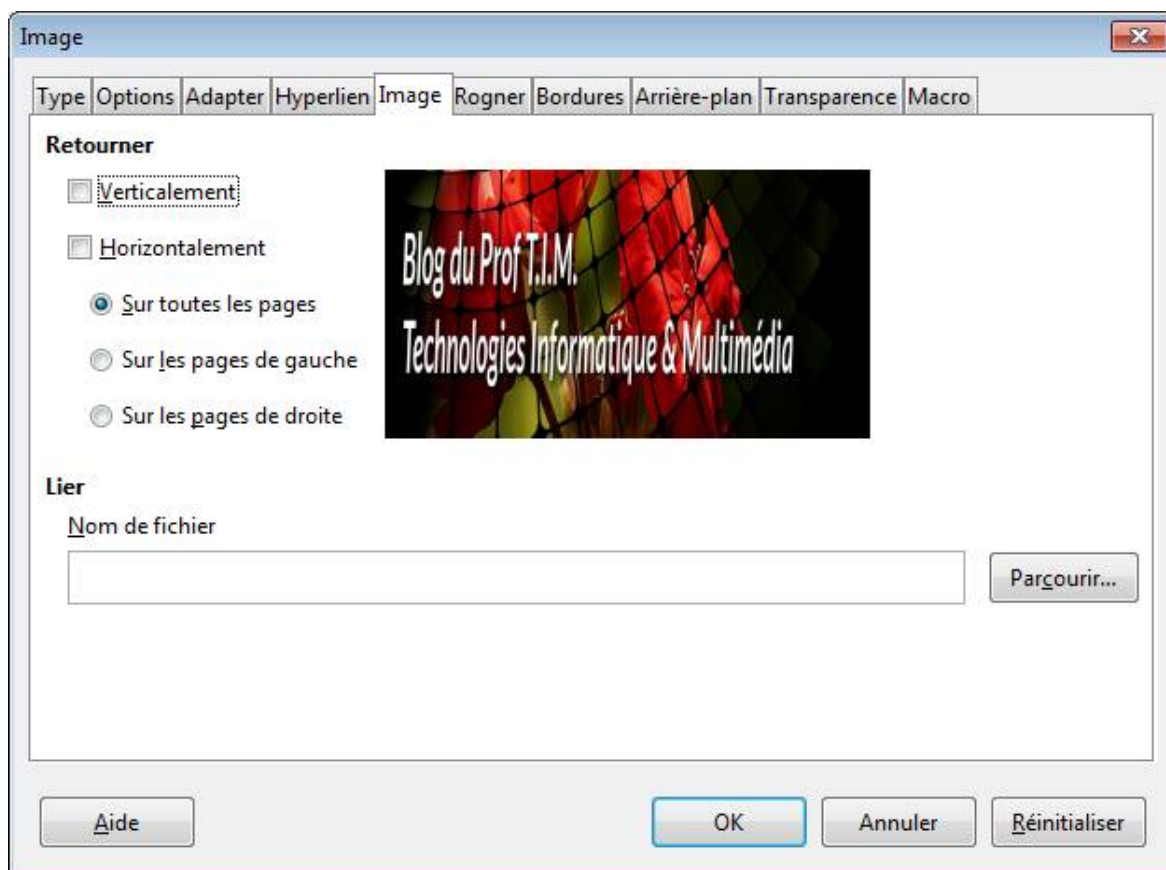 Image
Type Options Adapter Hyperlien Image Rogner Bordures Arrière-plan Transparence Macro
Retourner
Verticalement
Horizontalement
Sur toutes les pages
Sur les pages de gauche
Sur les pages de droite
Blog du Prof T.I.M.
Technologies Informatique & Multimédia
Lier
Nom de fichier
Parcourir...
Aide OK Annuler Réinitialiser